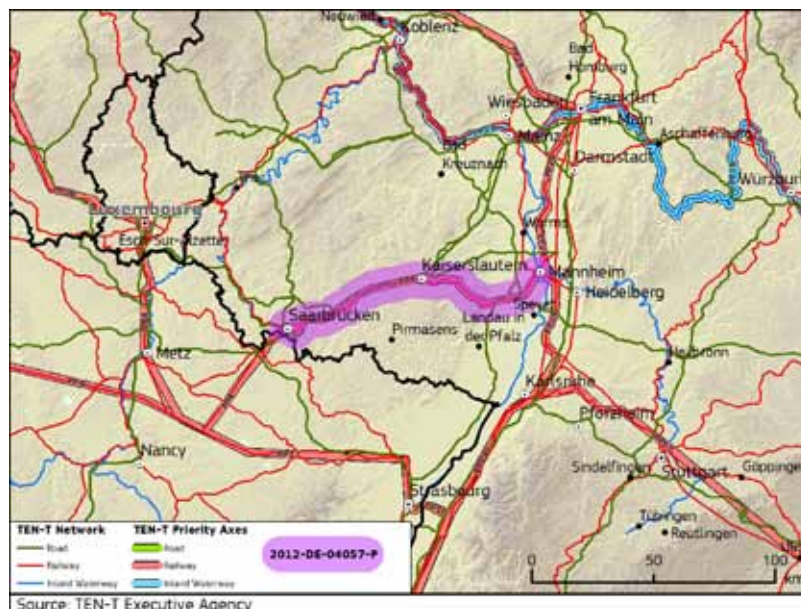 Neuwied
Koblenz
Bad
Homburg
Wiesbaden
Frankfurt
am Main
Mainz
Aschaffenburg
Bad
Kreuznach
Darmstadt
Würzburg
Trier
Luxembourg
Esch-Sur-Alzette
Worms
Kaiserslautern
Mannheim
Heidelberg
Speyer
Saarbrücken
Pirmasens
Landau in
der Pfalz
Metz
Heilbronn
Karlsruhe
Pforzheim
Nancy
Sindelfingen
Stuttgart
Göppingen
Strasbourg
Tübingen
Reutlingen
TEN-T Network
TEN-T Priority Axes
Road
Road
Railway
Railway
Inland Waterway
Inland Waterway
2012-DE-04057-P
0 50 100
km
Source: TEN-T Executive Agency